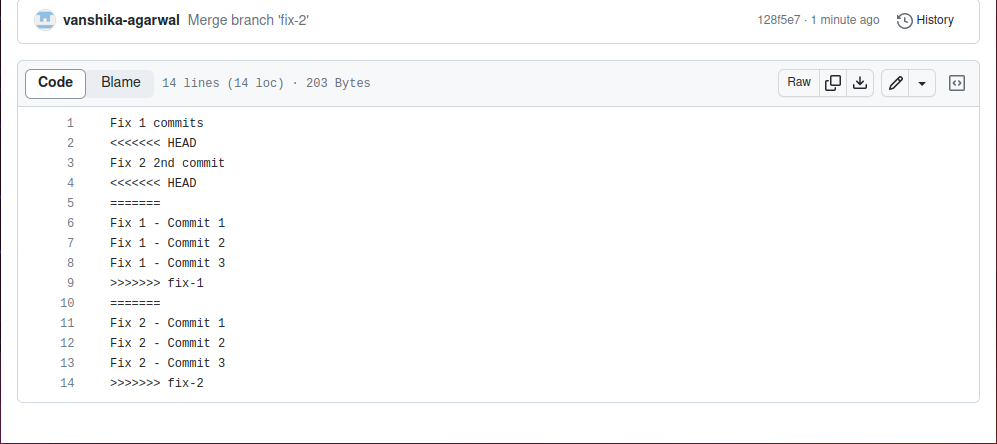 vanshika-agarwal Merge branch 'fix-2' 128f5e7 · 1 minute ago History
Code Blame 14 lines (14 loc) · 203 Bytes Raw
1 Fix 1 commits
2 <<<<<<< HEAD
3 Fix 2 2nd commit
4 <<<<<<< HEAD
5 =======
6 Fix 1 - Commit 1
7 Fix 1 - Commit 2
8 Fix 1 - Commit 3
9 >>>>>>> fix-1
10 =======
11 Fix 2 - Commit 1
12 Fix 2 - Commit 2
13 Fix 2 - Commit 3
14 >>>>>>> fix-2